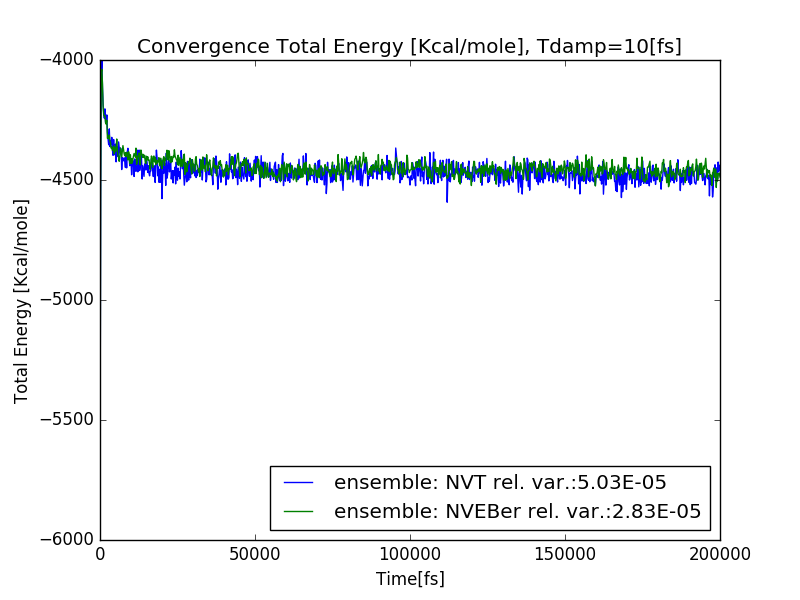 Convergence Total Energy [Kcal/mole], Tdamp=10[fs]
−4000
−4500
−5000
−5500
−6000
Total Energy [Kcal/mole]
ensemble: NVT rel. var.:5.03E-05
ensemble: NVEBer rel. var.:2.83E-05
0 50000 100000 150000 200000
Time[fs]